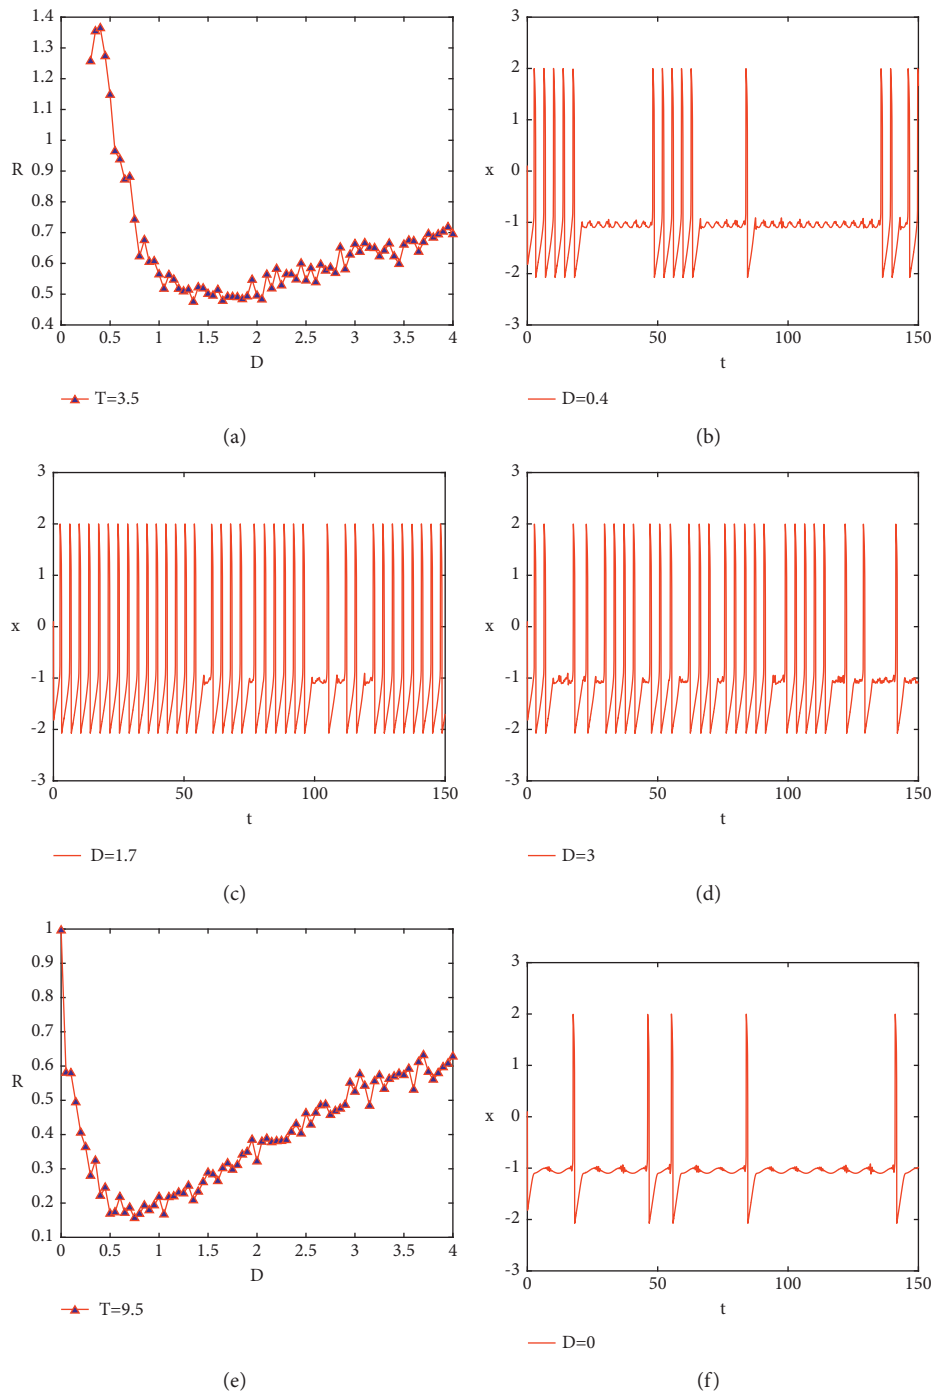 1.4
1.3
1.2
1.1
1
0.9
0.8
0.7
0.6
0.5
0.4
R
0 0.5 1 1.5 2 2.5 3 3.5 4
D
T=3.5
(a)
3
2
1
0
-1
-2
-3
x
0 50 100 150
t
D=0.4
(b)
3
2
1
0
-1
-2
-3
x
0 50 100 150
t
D=1.7
(c)
3
2
1
0
-1
-2
-3
x
0 50 100 150
t
D=3
(d)
1
0.9
0.8
0.7
0.6
0.5
0.4
0.3
0.2
0.1
R
0 0.5 1 1.5 2 2.5 3 3.5 4
D
T=9.5
(e)
3
2
1
0
-1
-2
-3
x
0 50 100 150
t
D=0
(f)